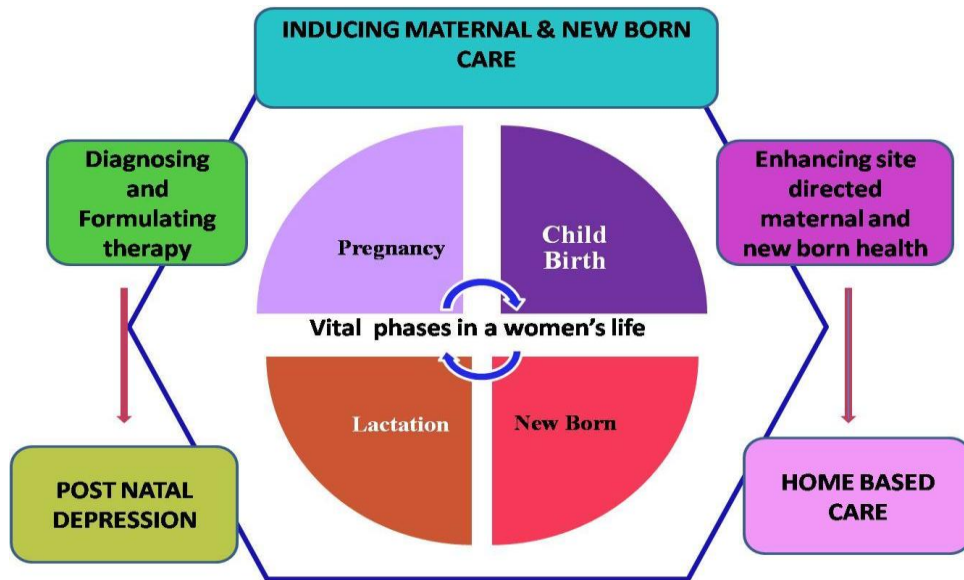 INDUCING MATERNAL & NEW BORN
CARE
Diagnosing
and
Formulating
therapy
Enhancing site
directed
maternal and
new born health
Pregnancy
Child
Birth
Vital phases in a women's life
Lactation
New Born
POST NATAL
DEPRESSION
HOME BASED
CARE